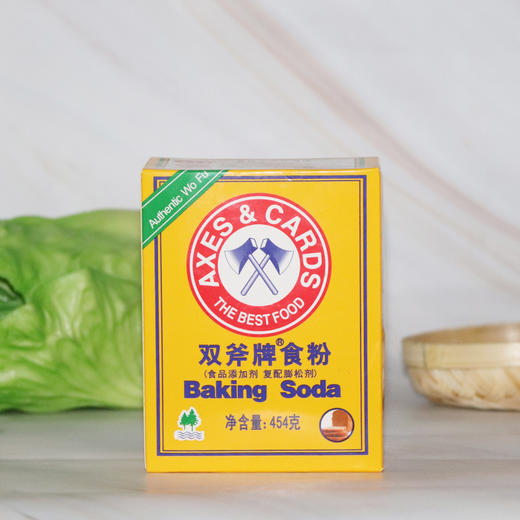 Authentic Wo Fu
AXES & CARDS
THE BEST FOOD
双斧牌®食粉
(食品添加剂 复配膨松剂)
Baking Soda
净含量: 454克